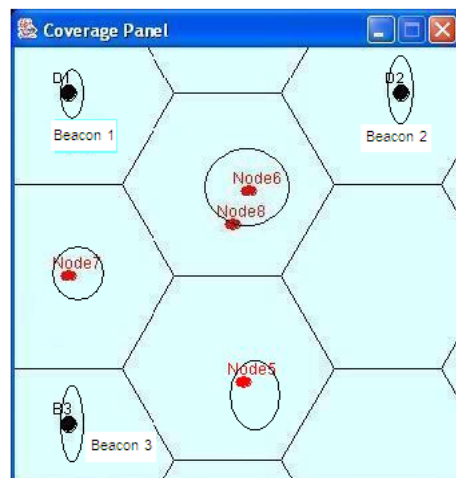 Coverage Panel
D1
D2
Beacon 1
Beacon 2
Node6
Node8
Node7
Node5
B3
Beacon 3